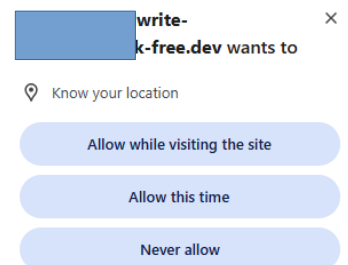 write-
k-free.dev wants to
Know your location
Allow while visiting the site
Allow this time
Never allow